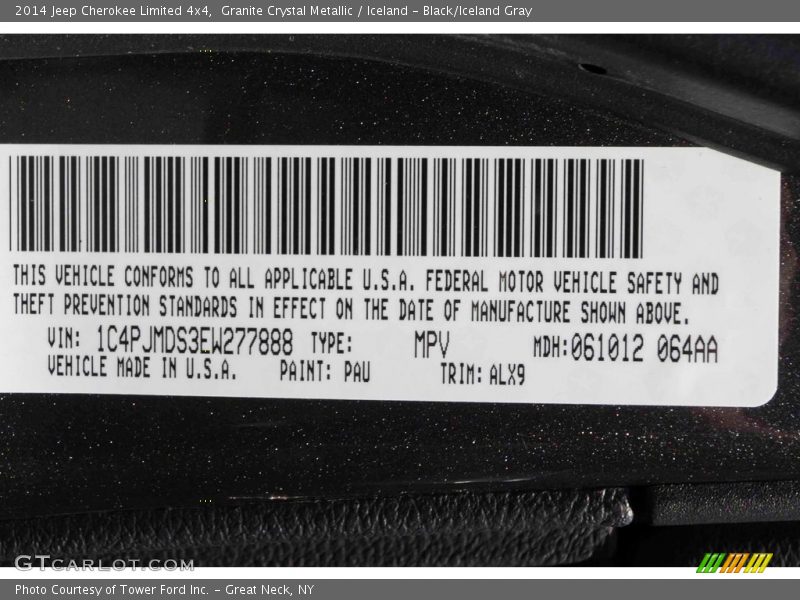 2014 Jeep Cherokee Limited 4x4, Granite Crystal Metallic / Iceland - Black/Iceland Gray
THIS VEHICLE CONFORMS TO ALL APPLICABLE U.S.A. FEDERAL MOTOR VEHICLE SAFETY AND
THEFT PREVENTION STANDARDS IN EFFECT ON THE DATE OF MANUFACTURE SHOWN ABOVE.
VIN: 1C4PJMDS3EW277888 TYPE: MPV MDH:061012 064AA
VEHICLE MADE IN U.S.A. PAINT: PAU TRIM: ALX9
GTCARLOT.COM
Photo Courtesy of Tower Ford Inc. - Great Neck, NY